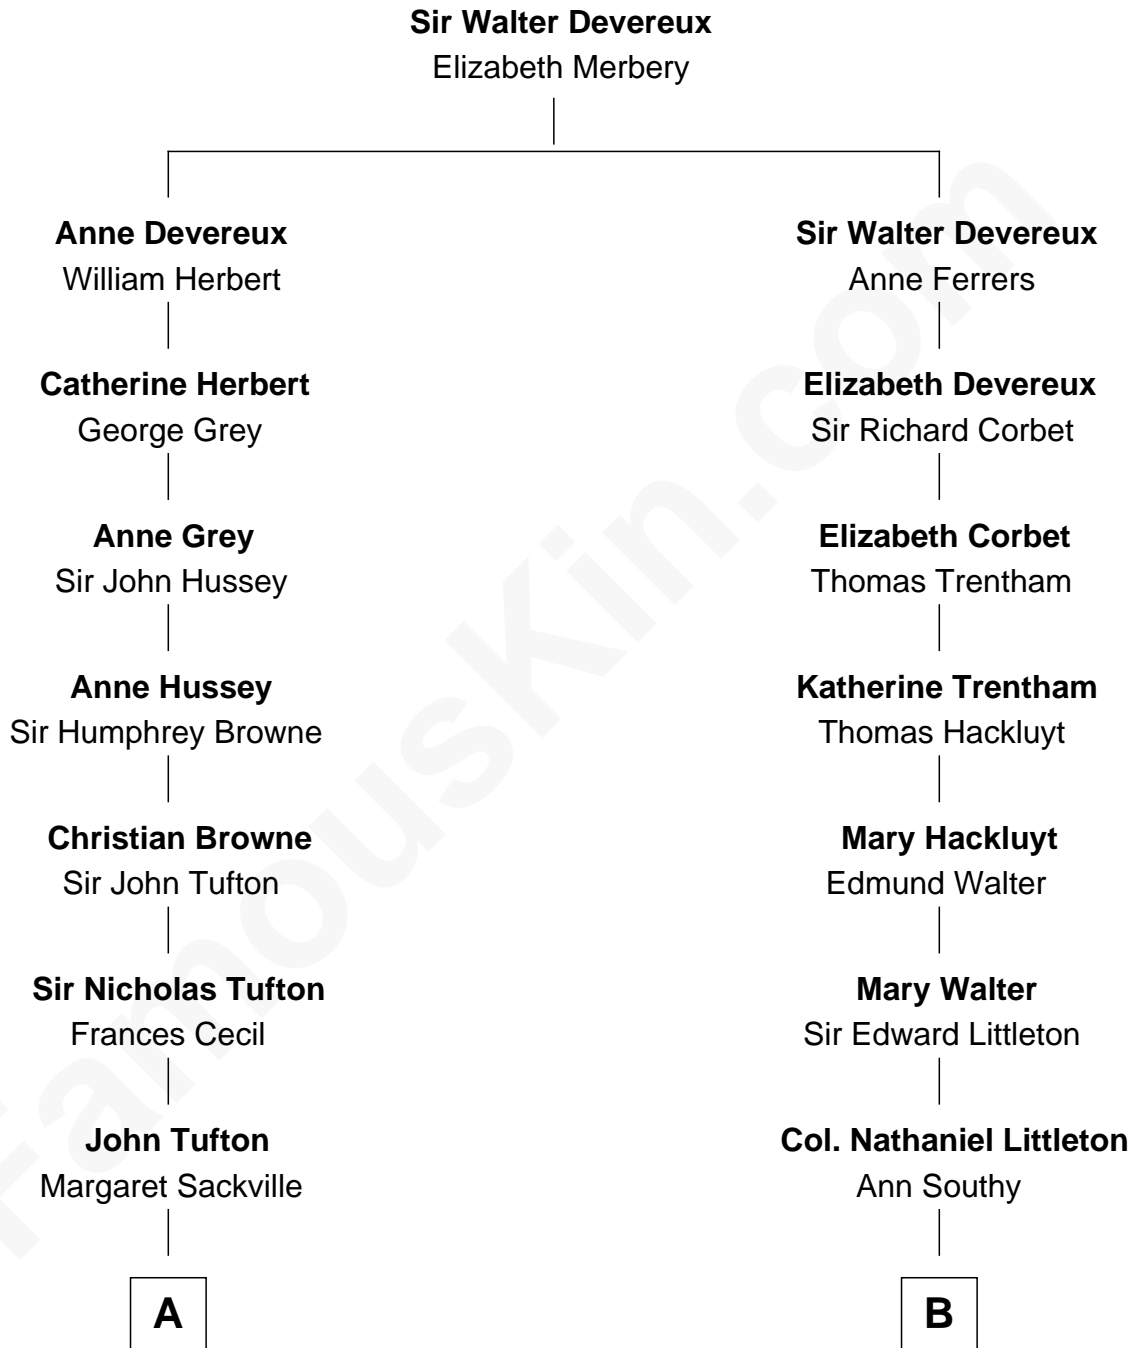 Sir Walter Devereux
Elizabeth Merbery
Anne Devereux
William Herbert
Sir Walter Devereux
Anne Ferrers
Catherine Herbert
George Grey
Elizabeth Devereux
Sir Richard Corbet
Anne Grey
Sir John Hussey
Elizabeth Corbet
Thomas Trentham
Anne Hussey
Sir Humphrey Browne
Katherine Trentham
Thomas Hackluyt
Christian Browne
Sir John Tufton
Mary Hackluyt
Edmund Walter
Sir Nicholas Tufton
Frances Cecil
Mary Walter
Sir Edward Littleton
John Tufton
Margaret Sackville
Col. Nathaniel Littleton
Ann Southy
A
B
FamousKin.com